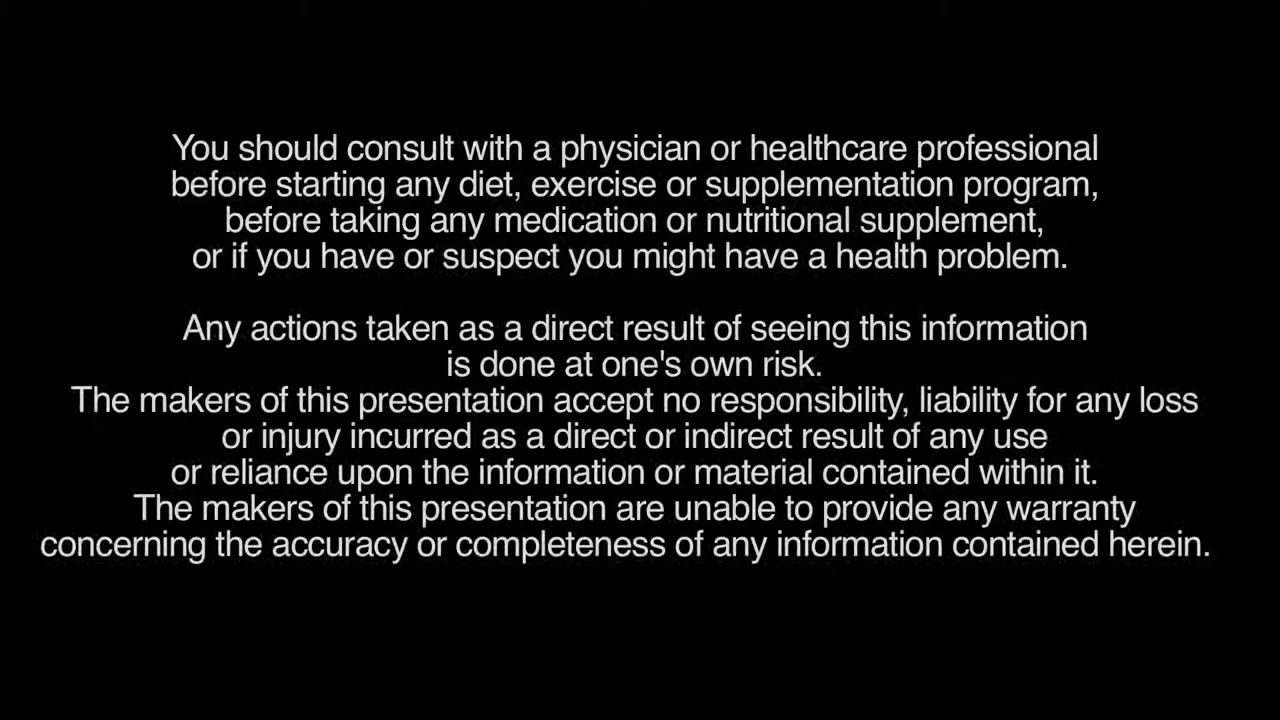 You should consult with a physician or healthcare professional
before starting any diet, exercise or supplementation program,
before taking any medication or nutritional supplement,
or if you have or suspect you might have a health problem.
Any actions taken as a direct result of seeing this information
is done at one's own risk.
The makers of this presentation accept no responsibility, liability for any loss
or injury incurred as a direct or indirect result of any use
or reliance upon the information or material contained within it.
The makers of this presentation are unable to provide any warranty
concerning the accuracy or completeness of any information contained herein.